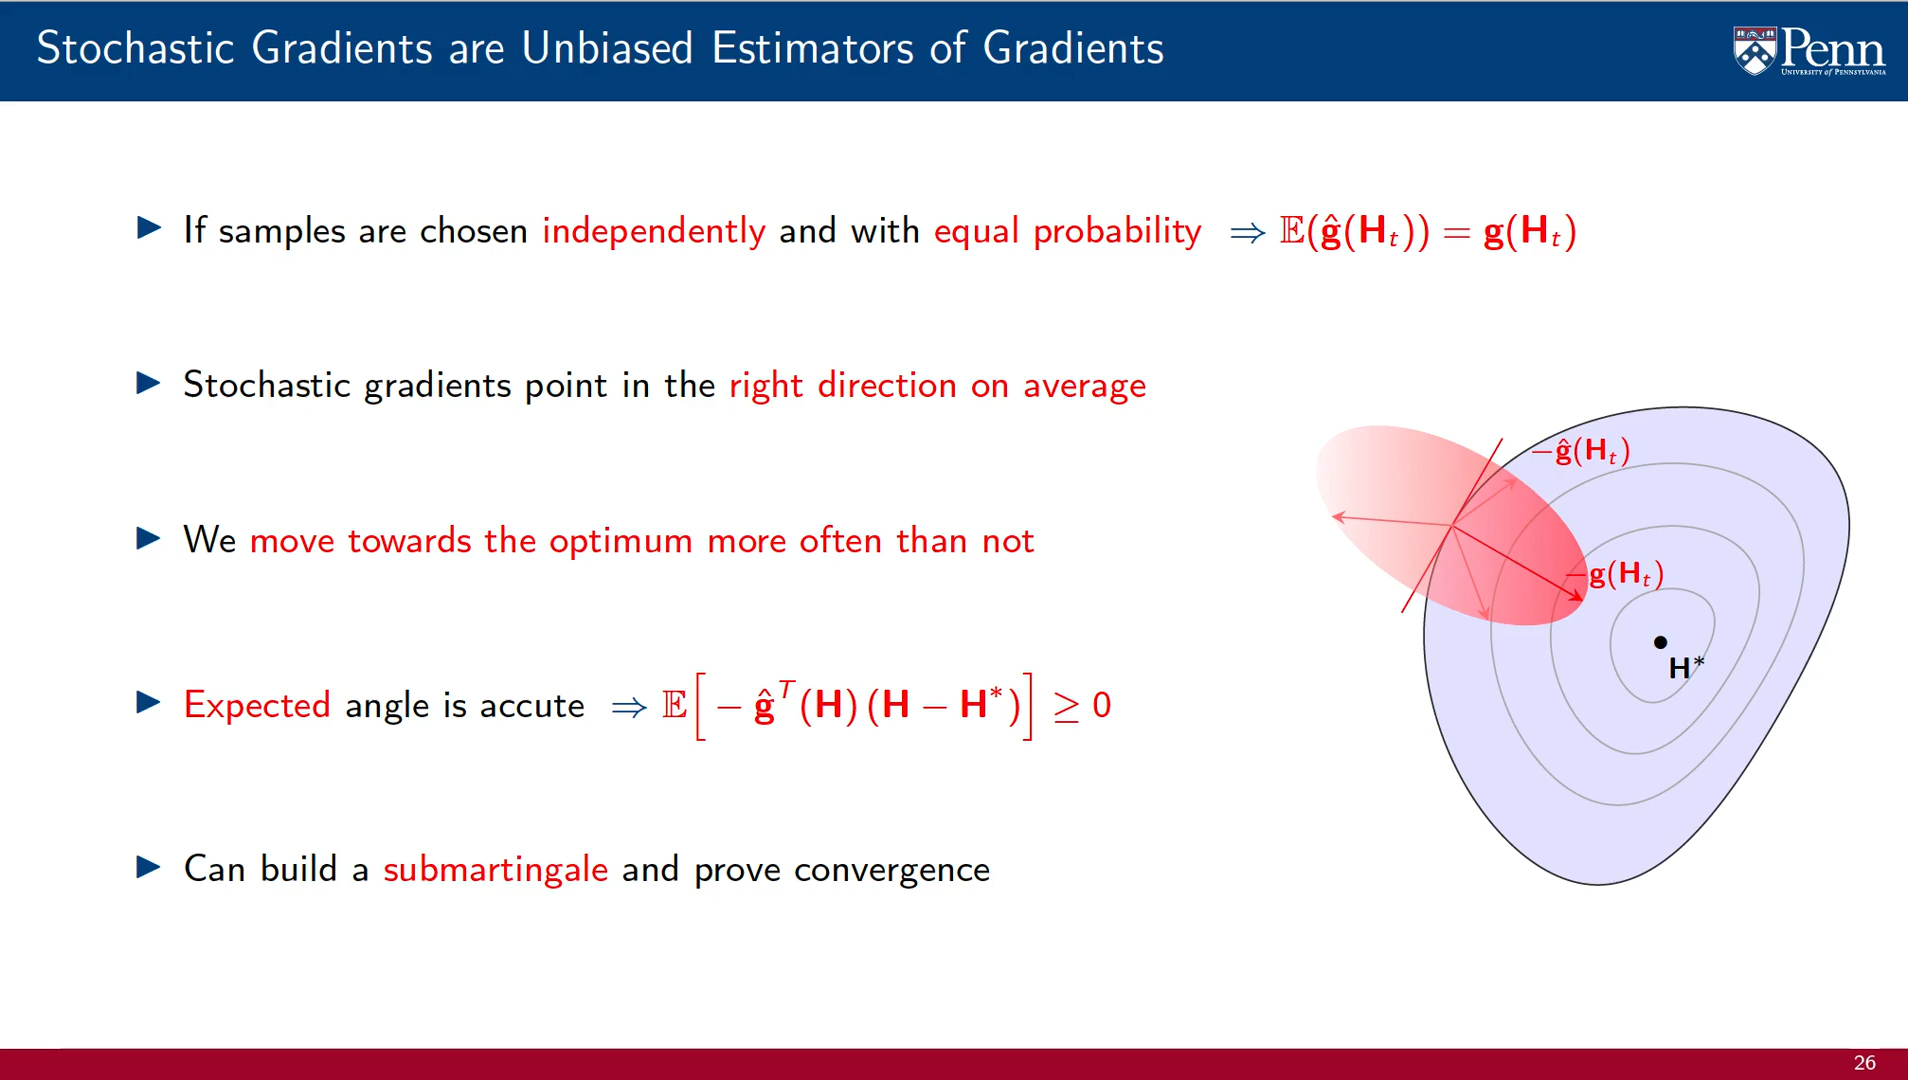 Stochastic Gradients are Unbiased Estimators of Gradients
Penn
UNIVERSITY of PENNSYLVANIA
▶ If samples are chosen independently and with equal probability ⇒ 𝔼(ĝ(H_t)) = g(H_t)
▶ Stochastic gradients point in the right direction on average
▶ We move towards the optimum more often than not
▶ Expected angle is accute ⇒ 𝔼[ − ĝ^T (H) (H − H*) ] ≥ 0
▶ Can build a submartingale and prove convergence
−ĝ(H_t)
−g(H_t)
H*
26